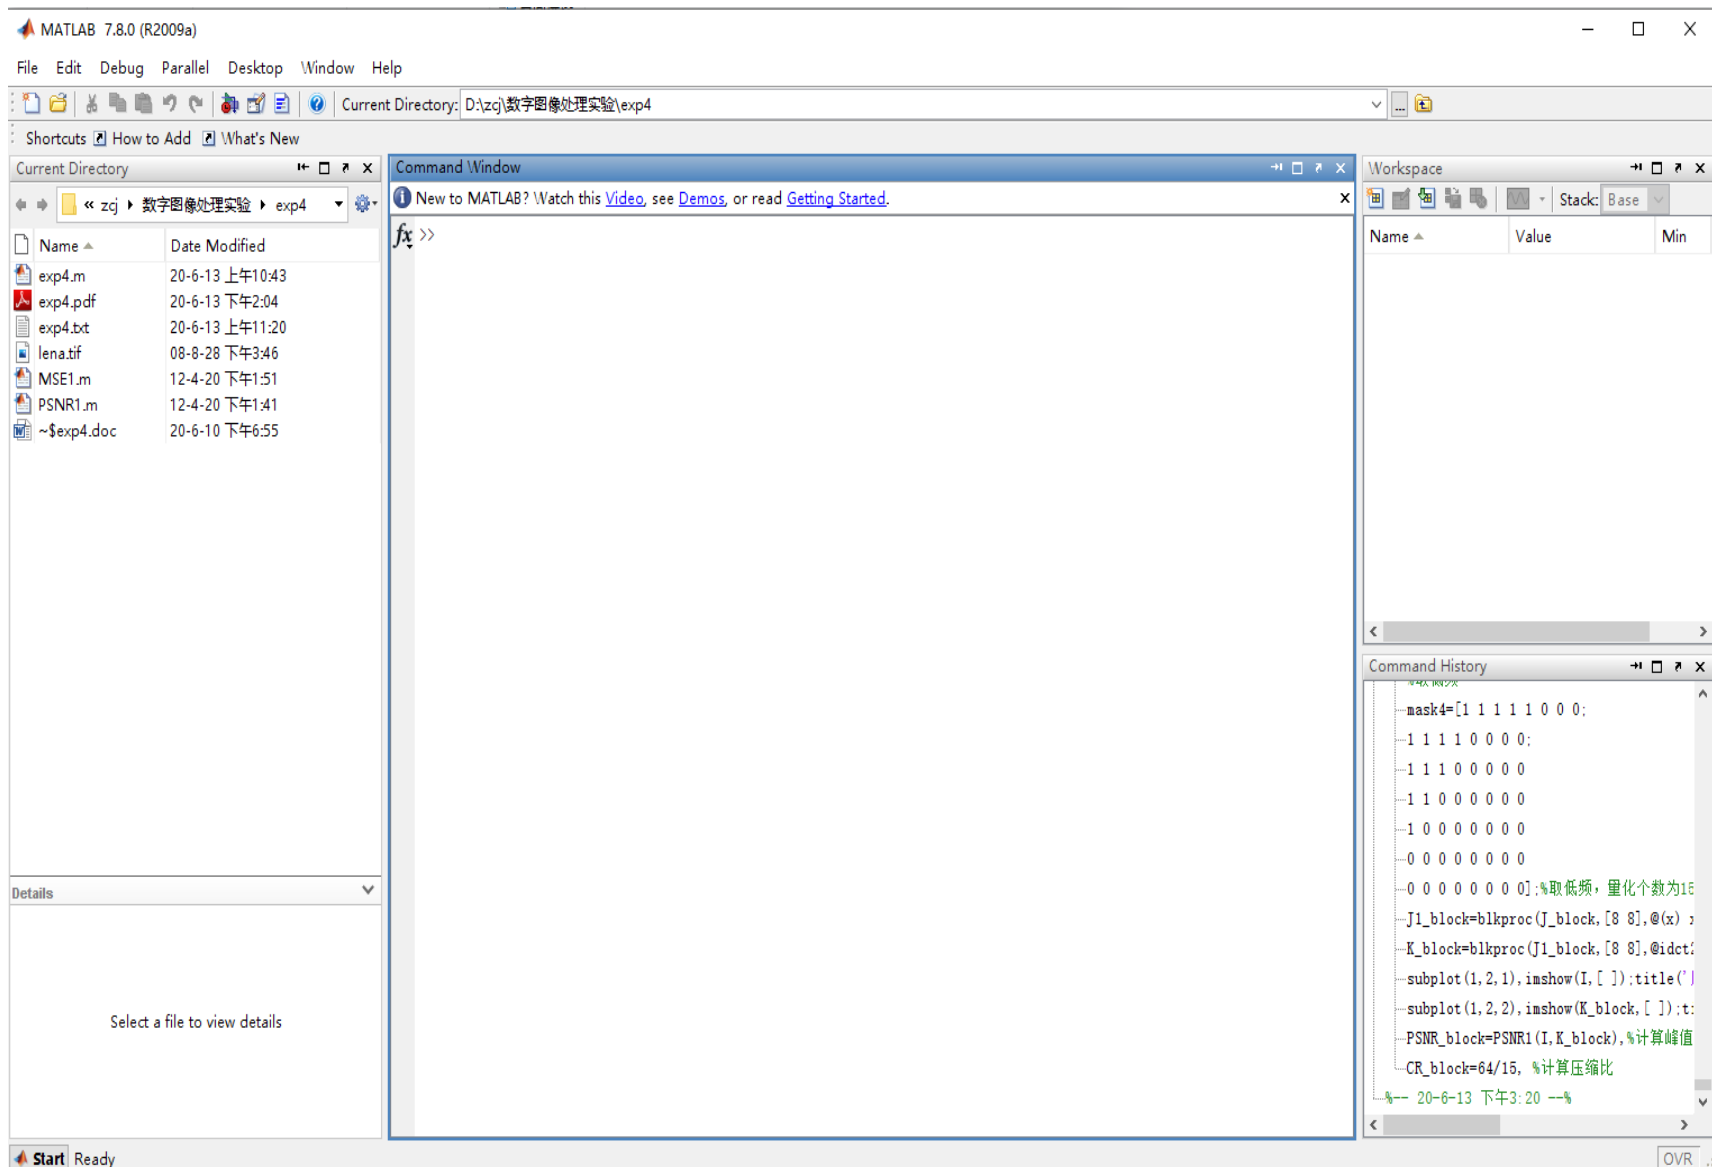 MATLAB 7.8.0 (R2009a)
File Edit Debug Parallel Desktop Window Help
Current Directory: D:\zcj\数字图像处理实验\exp4
Shortcuts How to Add What's New
Current Directory
« zcj 数字图像处理实验 exp4
Name Date Modified
exp4.m 20-6-13 上午10:43
exp4.pdf 20-6-13 下午2:04
exp4.txt 20-6-13 上午11:20
lena.tif 08-8-28 下午3:46
MSE1.m 12-4-20 下午1:51
PSNR1.m 12-4-20 下午1:41
~$exp4.doc 20-6-10 下午6:55
Details
Select a file to view details
Command Window
New to MATLAB? Watch this Video, see Demos, or read Getting Started.
fx >>
Workspace
Stack: Base
Name Value Min
Command History
mask4=[1 1 1 1 1 0 0 0;
1 1 1 1 0 0 0 0;
1 1 1 0 0 0 0 0
1 1 0 0 0 0 0 0
1 0 0 0 0 0 0 0
0 0 0 0 0 0 0 0
0 0 0 0 0 0 0 0];%取低频，量化个数为15
J1_block=blkproc(J_block,[8 8],@(x)
K_block=blkproc(J1_block,[8 8],@idct2
subplot(1,2,1),imshow(I,[ ]);title('
subplot(1,2,2),imshow(K_block,[ ]);t
PSNR_block=PSNR1(I,K_block),%计算峰值
CR_block=64/15, %计算压缩比
%-- 20-6-13 下午3:20 --%
Start Ready
OVR